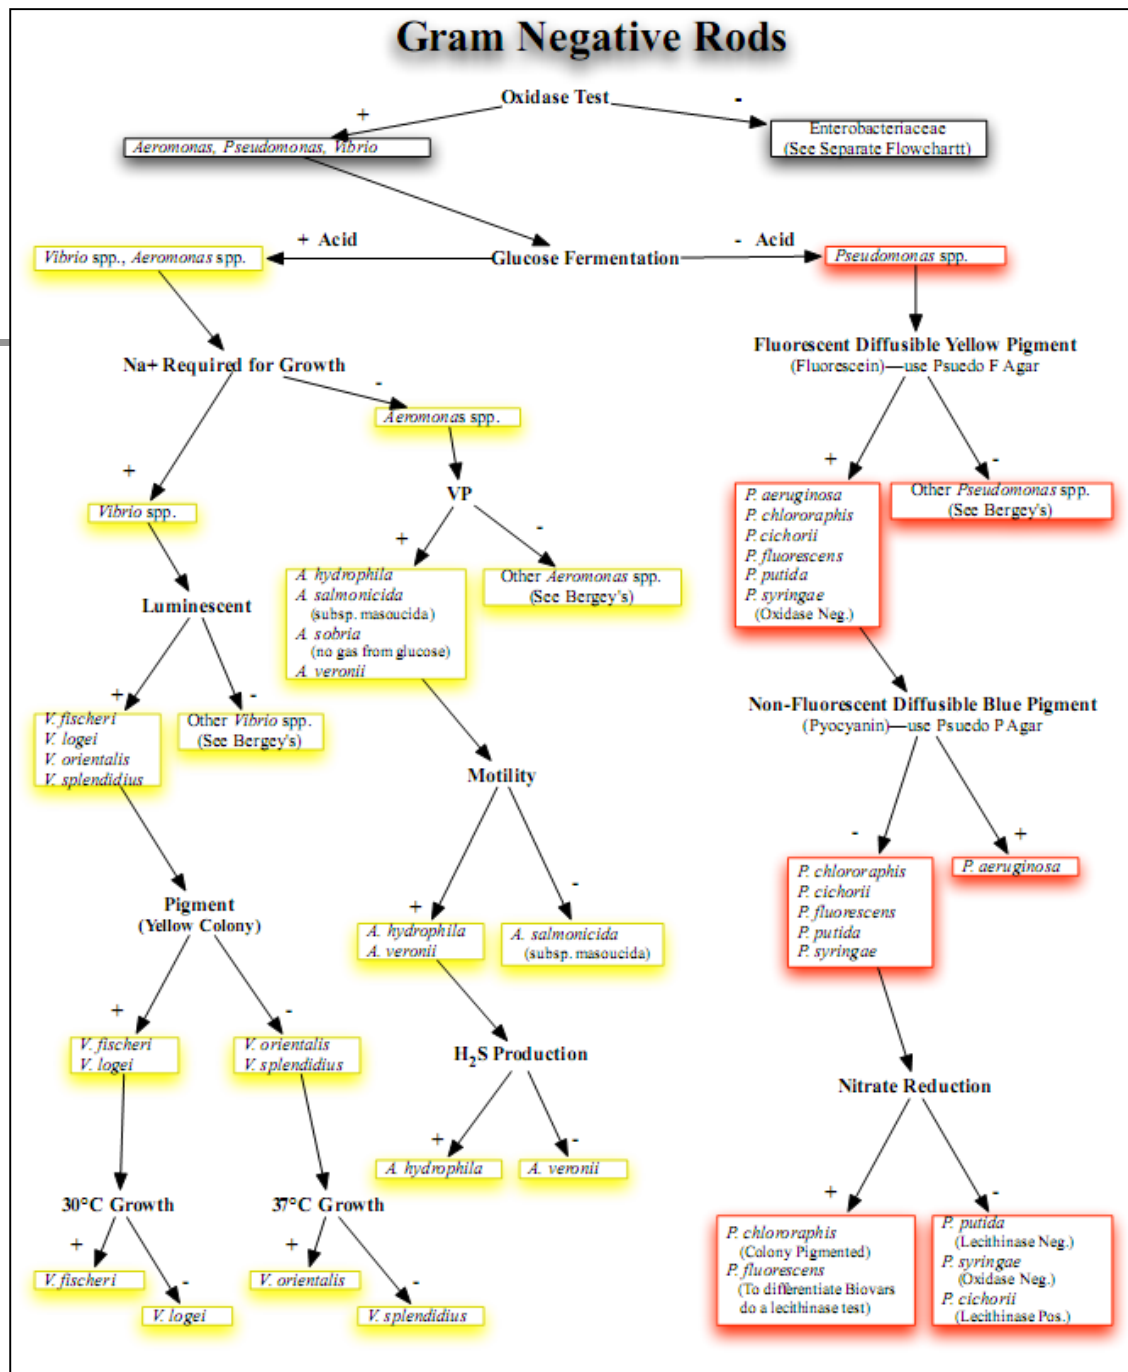 Gram Negative Rods
Oxidase Test
+
-
Aeromonas, Pseudomonas, Vibrio
Enterobacteriaceae
(See Separate Flowchartt)
+ Acid
- Acid
Vibrio spp., Aeromonas spp.
Glucose Fermentation
Pseudomonas spp.
Na+ Required for Growth
-
+
Aeromonas spp.
Vibrio spp.
VP
+
-
A. hydrophila
A. salmonicida
(subsp. masoucida)
A. sobria
(no gas from glucose)
A. veronii
Other Aeromonas spp.
(See Bergey's)
Luminescent
+
-
V. fischeri
V. logei
V. orientalis
V. splendidius
Other Vibrio spp.
(See Bergey's)
Motility
+
-
A. hydrophila
A. veronii
A. salmonicida
(subsp. masoucida)
Pigment
(Yellow Colony)
+
-
V. fischeri
V. logei
V. orientalis
V. splendidius
H2S Production
+
-
A. hydrophila
A. veronii
30°C Growth
+
-
V. fischeri
V. logei
37°C Growth
+
-
V. orientalis
V. splendidius
Fluorescent Diffusible Yellow Pigment
(Fluorescein)—use Psuedo F Agar
+
-
P. aeruginosa
P. chlororaphis
P. cichorii
P. fluorescens
P. putida
P. syringae
(Oxidase Neg.)
Other Pseudomonas spp.
(See Bergey's)
Non-Fluorescent Diffusible Blue Pigment
(Pyocyanin)—use Psuedo P Agar
-
+
P. chlororaphis
P. cichorii
P. fluorescens
P. putida
P. syringae
P. aeruginosa
Nitrate Reduction
+
-
P. chlororaphis
(Colony Pigmented)
P. fluorescens
(To differentiate Biovars
do a lecithinase test)
P. putida
(Lecithinase Neg.)
P. syringae
(Oxidase Neg.)
P. cichorii
(Lecithinase Pos.)